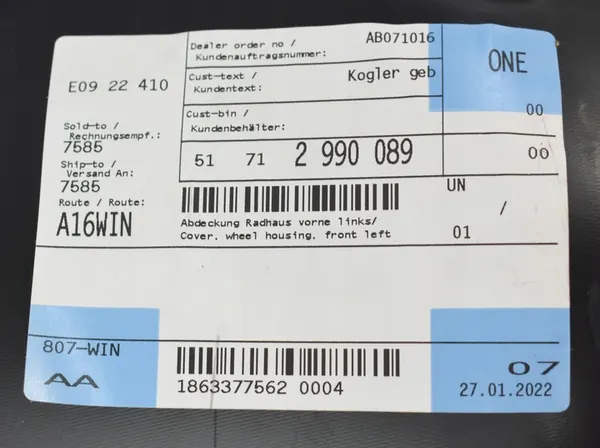 Dealer order no /
Kundenauftragsnummer:
AB071016
ONE
E09 22 410
Cust-text /
Kundentext:
Kogler geb
Cust-bin /
Kundenbehälter:
00
Sold-to /
Rechnungsempf.:
7585
51 71 2 990 089
00
Ship-to /
Versand An:
7585
UN
/
01
Route / Route:
A16WIN
Abdeckung Radhaus vorne links/
Cover, wheel housing, front left
807-WIN
AA
1863377562 0004
07
27.01.2022